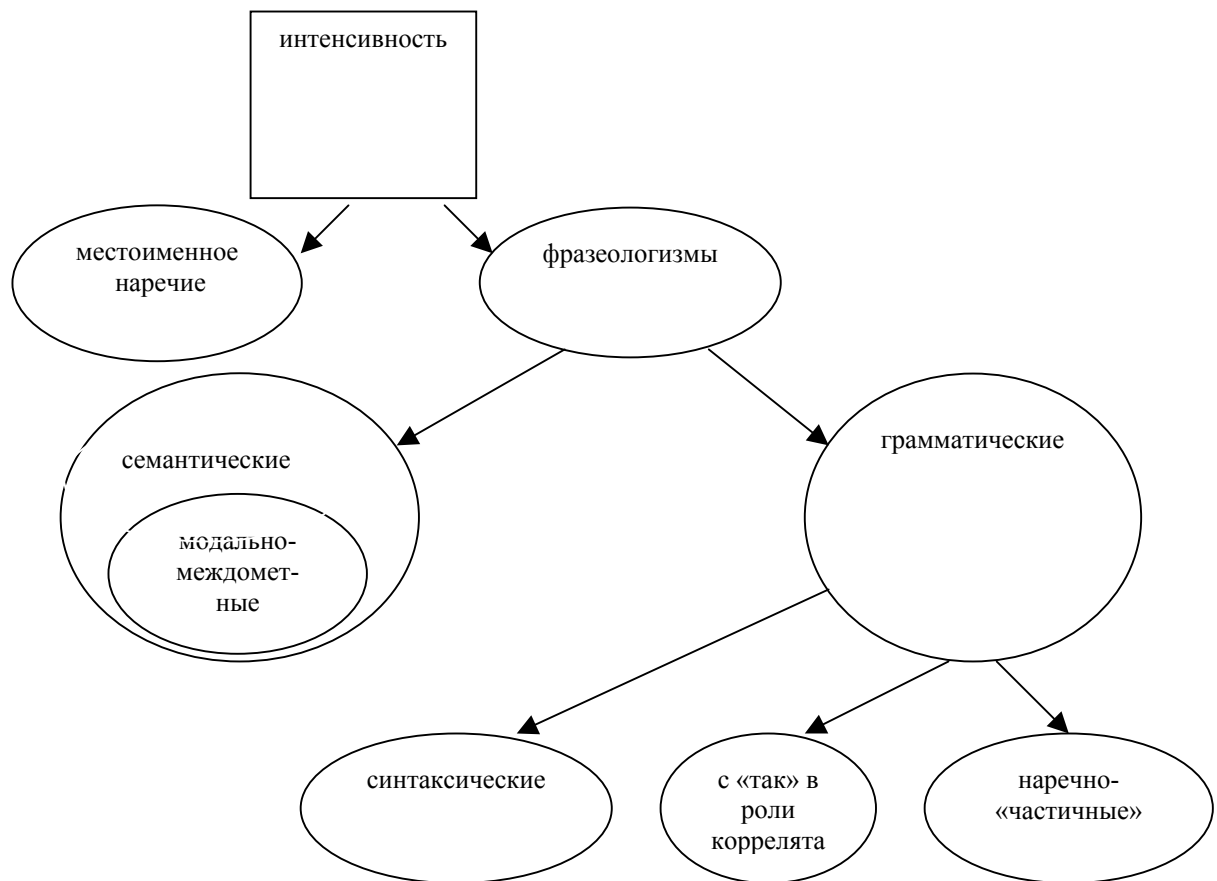 интенсивность
местоименное
наречие
фразеологизмы
семантические
модально-
междомет-
ные
грамматические
синтаксические
с «так» в
роли
коррелята
наречно-
«частичные»